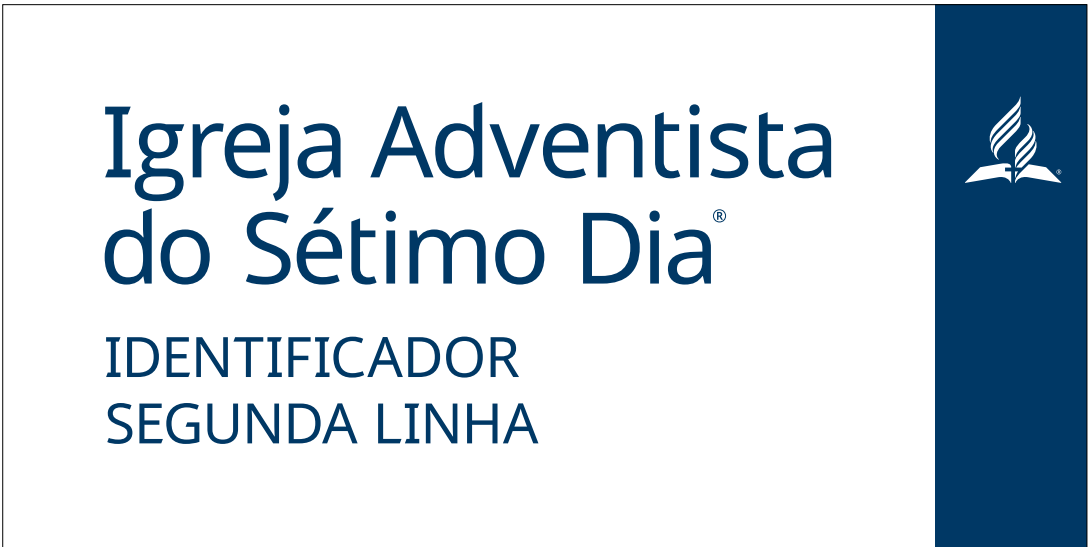 Igreja Adventista
do Sétimo Dia®
IDENTIFICADOR
SEGUNDA LINHA
®